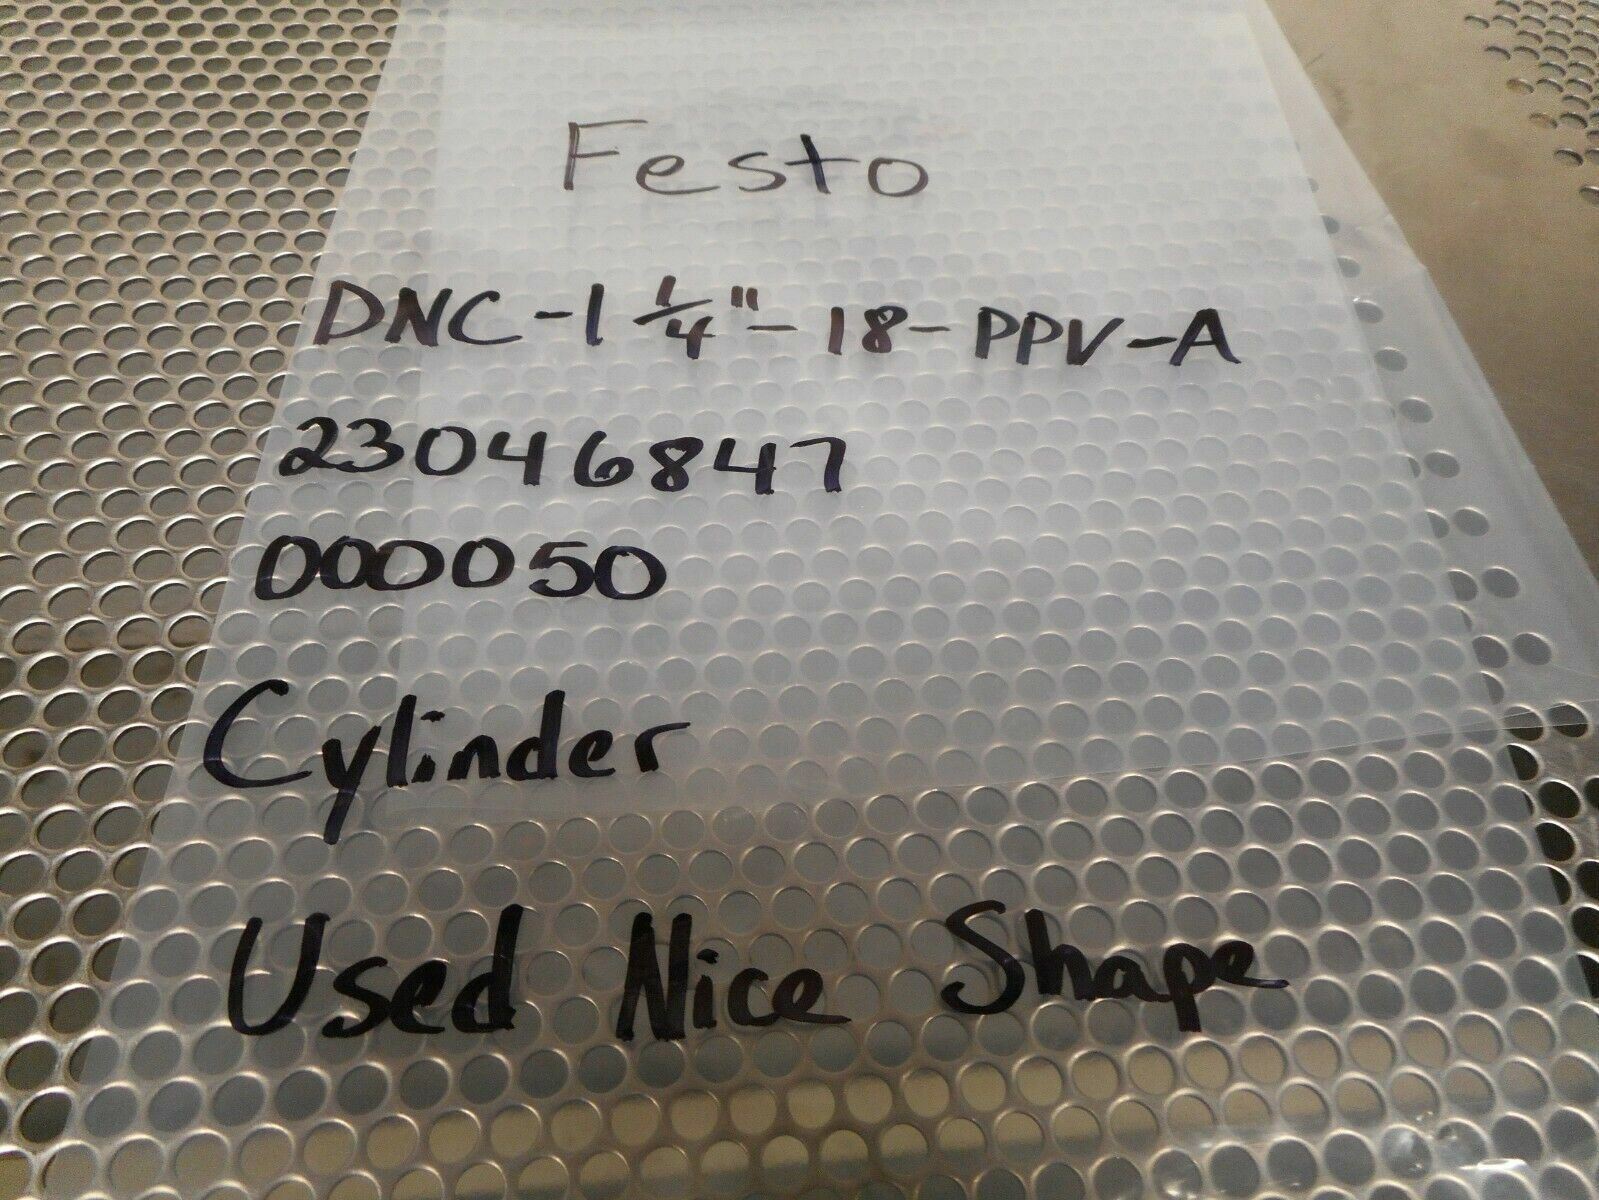 Festo
DNC-1 1/4"-18-PPV-A
23046847
000050
Cylinder
Used Nice Shape